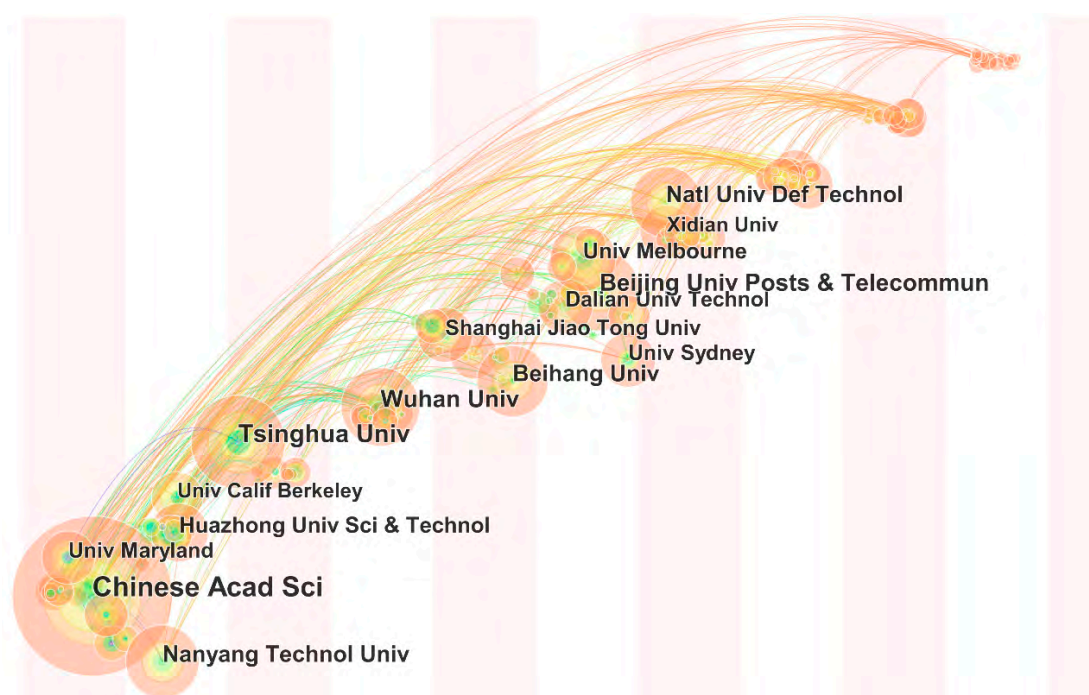 Natl Univ Def Technol
Xidian Univ
Univ Melbourne
Beijing Univ Posts & Telecommun
Dalian Univ Technol
Shanghai Jiao Tong Univ
Univ Sydney
Beihang Univ
Wuhan Univ
Tsinghua Univ
Univ Calif Berkeley
Huazhong Univ Sci & Technol
Univ Maryland
Chinese Acad Sci
Nanyang Technol Univ